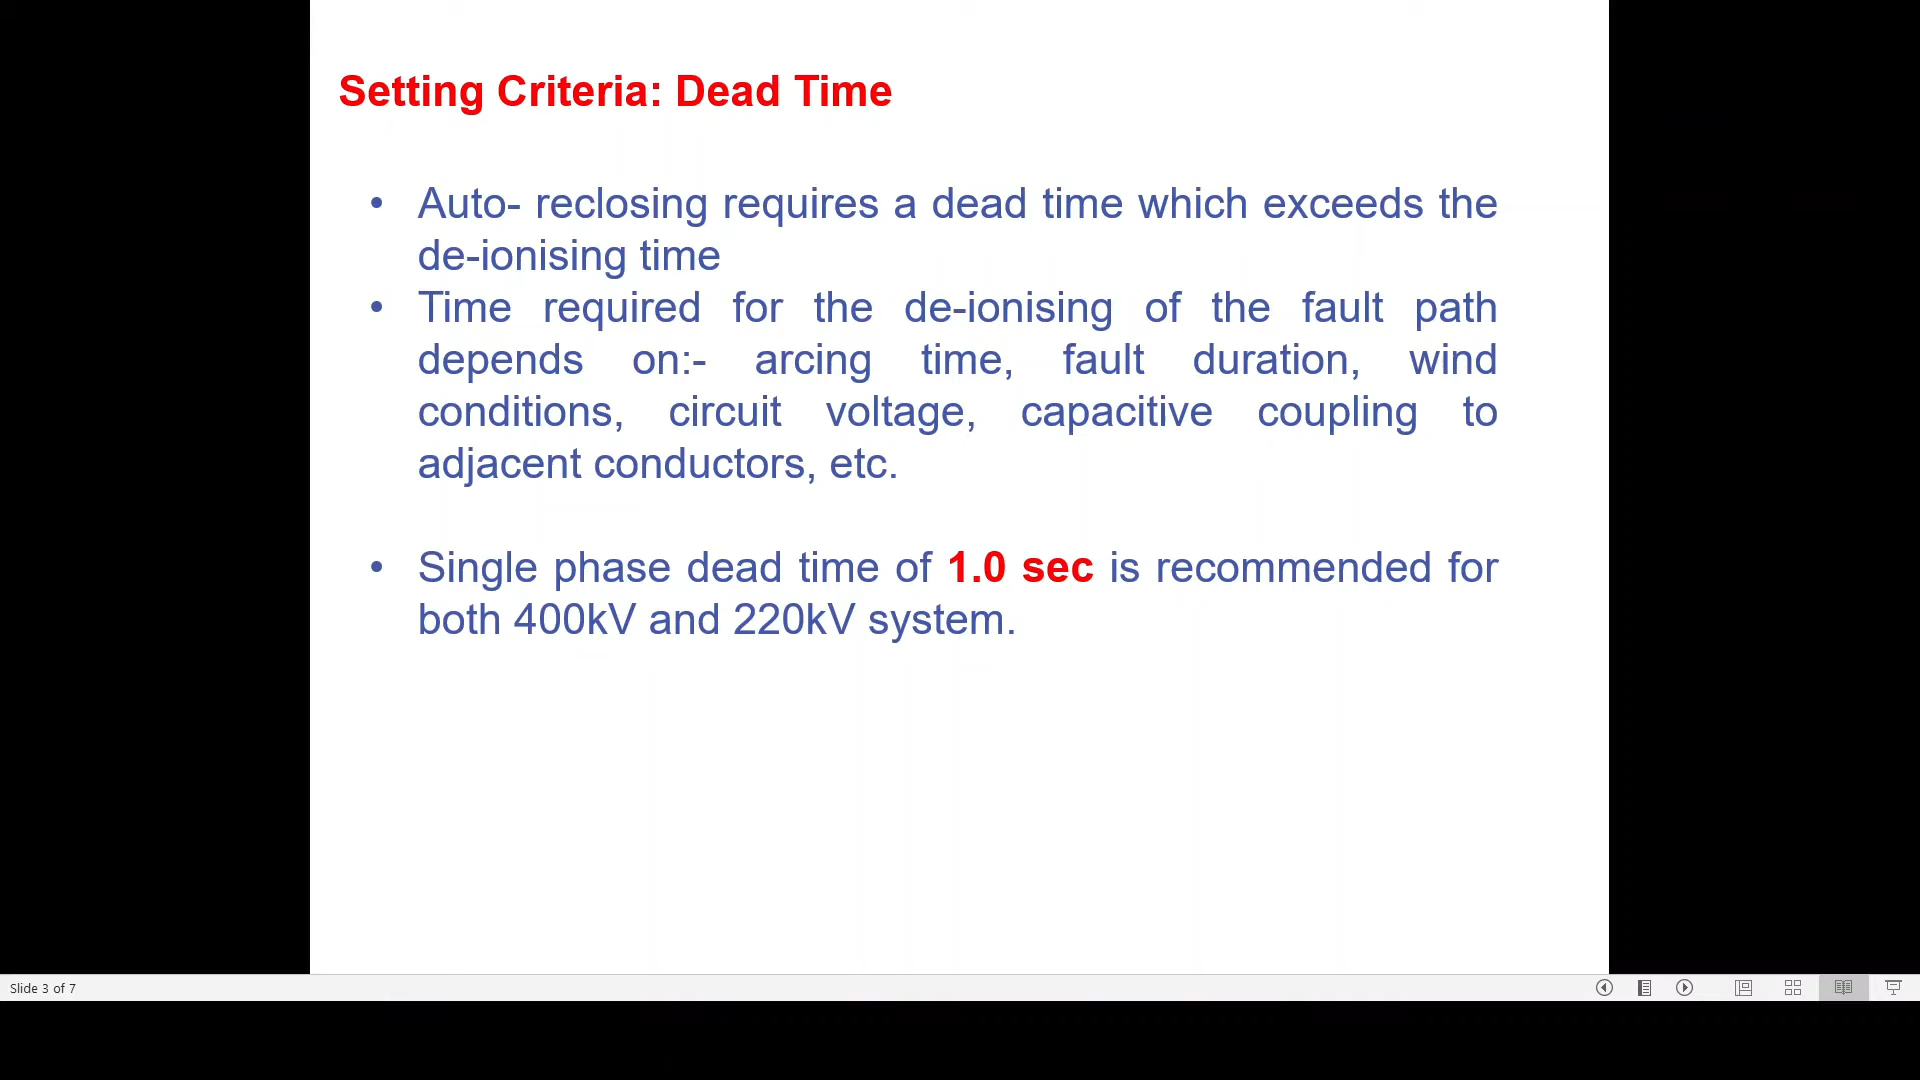 Setting Criteria: Dead Time
• Auto- reclosing requires a dead time which exceeds the
de-ionising time
• Time required for the de-ionising of the fault path
depends on:- arcing time, fault duration, wind
conditions, circuit voltage, capacitive coupling to
adjacent conductors, etc.
• Single phase dead time of 1.0 sec is recommended for
both 400kV and 220kV system.
Slide 3 of 7